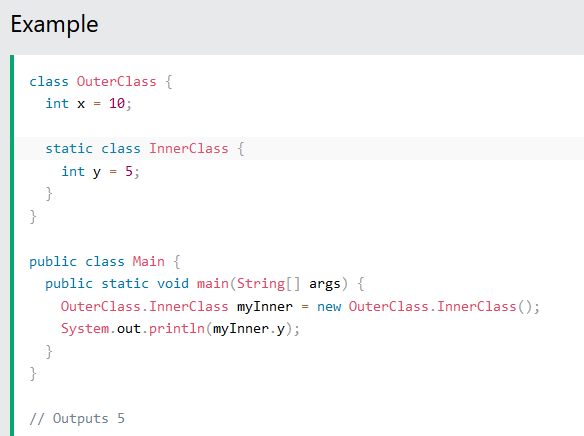 Example
class OuterClass {
  int x = 10;

  static class InnerClass {
    int y = 5;
  }
}

public class Main {
  public static void main(String[] args) {
    OuterClass.InnerClass myInner = new OuterClass.InnerClass();
    System.out.println(myInner.y);
  }
}

// Outputs 5